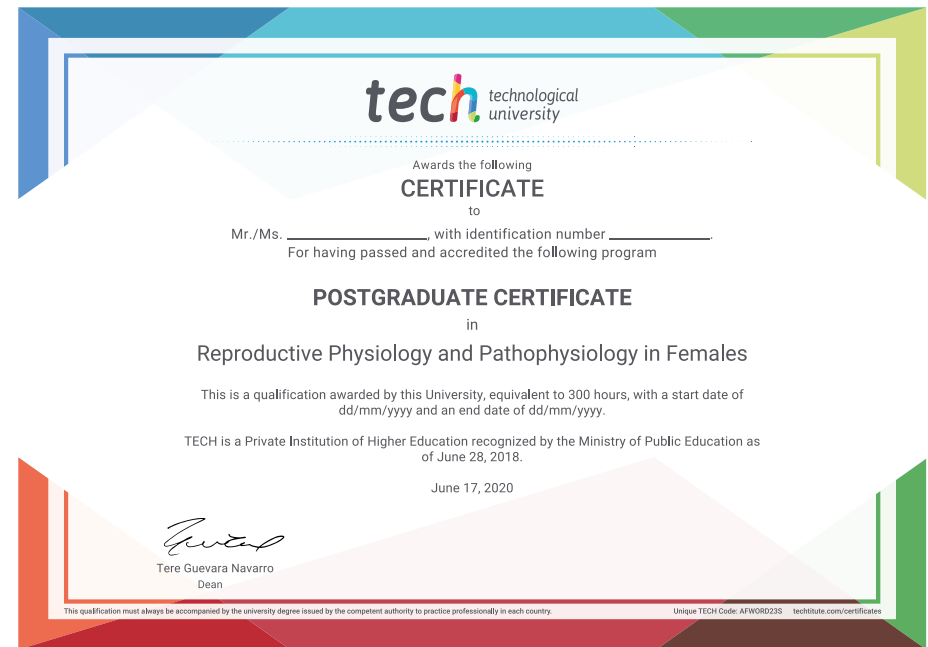 tech technological
university
Awards the following
CERTIFICATE
to
Mr./Ms. ____________________, with identification number ______________.
For having passed and accredited the following program
POSTGRADUATE CERTIFICATE
in
Reproductive Physiology and Pathophysiology in Females
This is a qualification awarded by this University, equivalent to 300 hours, with a start date of
dd/mm/yyyy and an end date of dd/mm/yyyy.
TECH is a Private Institution of Higher Education recognized by the Ministry of Public Education as
of June 28, 2018.
June 17, 2020
Tere Guevara Navarro
Dean
This qualification must always be accompanied by the university degree issued by the competent authority to practice professionally in each country.
Unique TECH Code: AFWORD23S techtitute.com/certificates